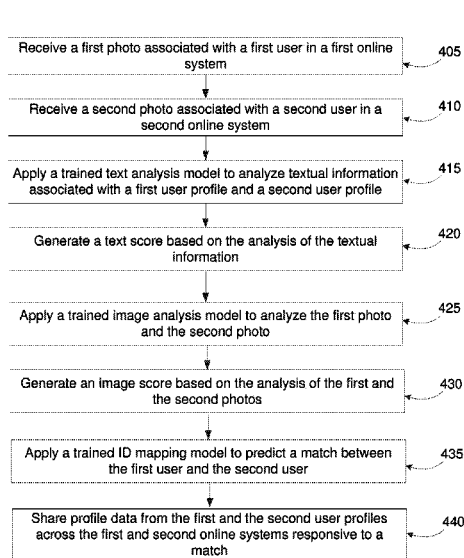 Receive a first photo associated with a first user in a first online
system
405
Receive a second photo associated with a second user in a
second online system
410
Apply a trained text analysis model to analyze textual information
associated with a first user profile and a second user profile
415
Generate a text score based on the analysis of the textual
information
420
Apply a trained image analysis model to analyze the first photo
and the second photo
425
Generate an image score based on the analysis of the first and
the second photos
430
Apply a trained ID mapping model to predict a match between
the first user and the second user
435
Share profile data from the first and the second user profiles
across the first and second online systems responsive to a
match
440